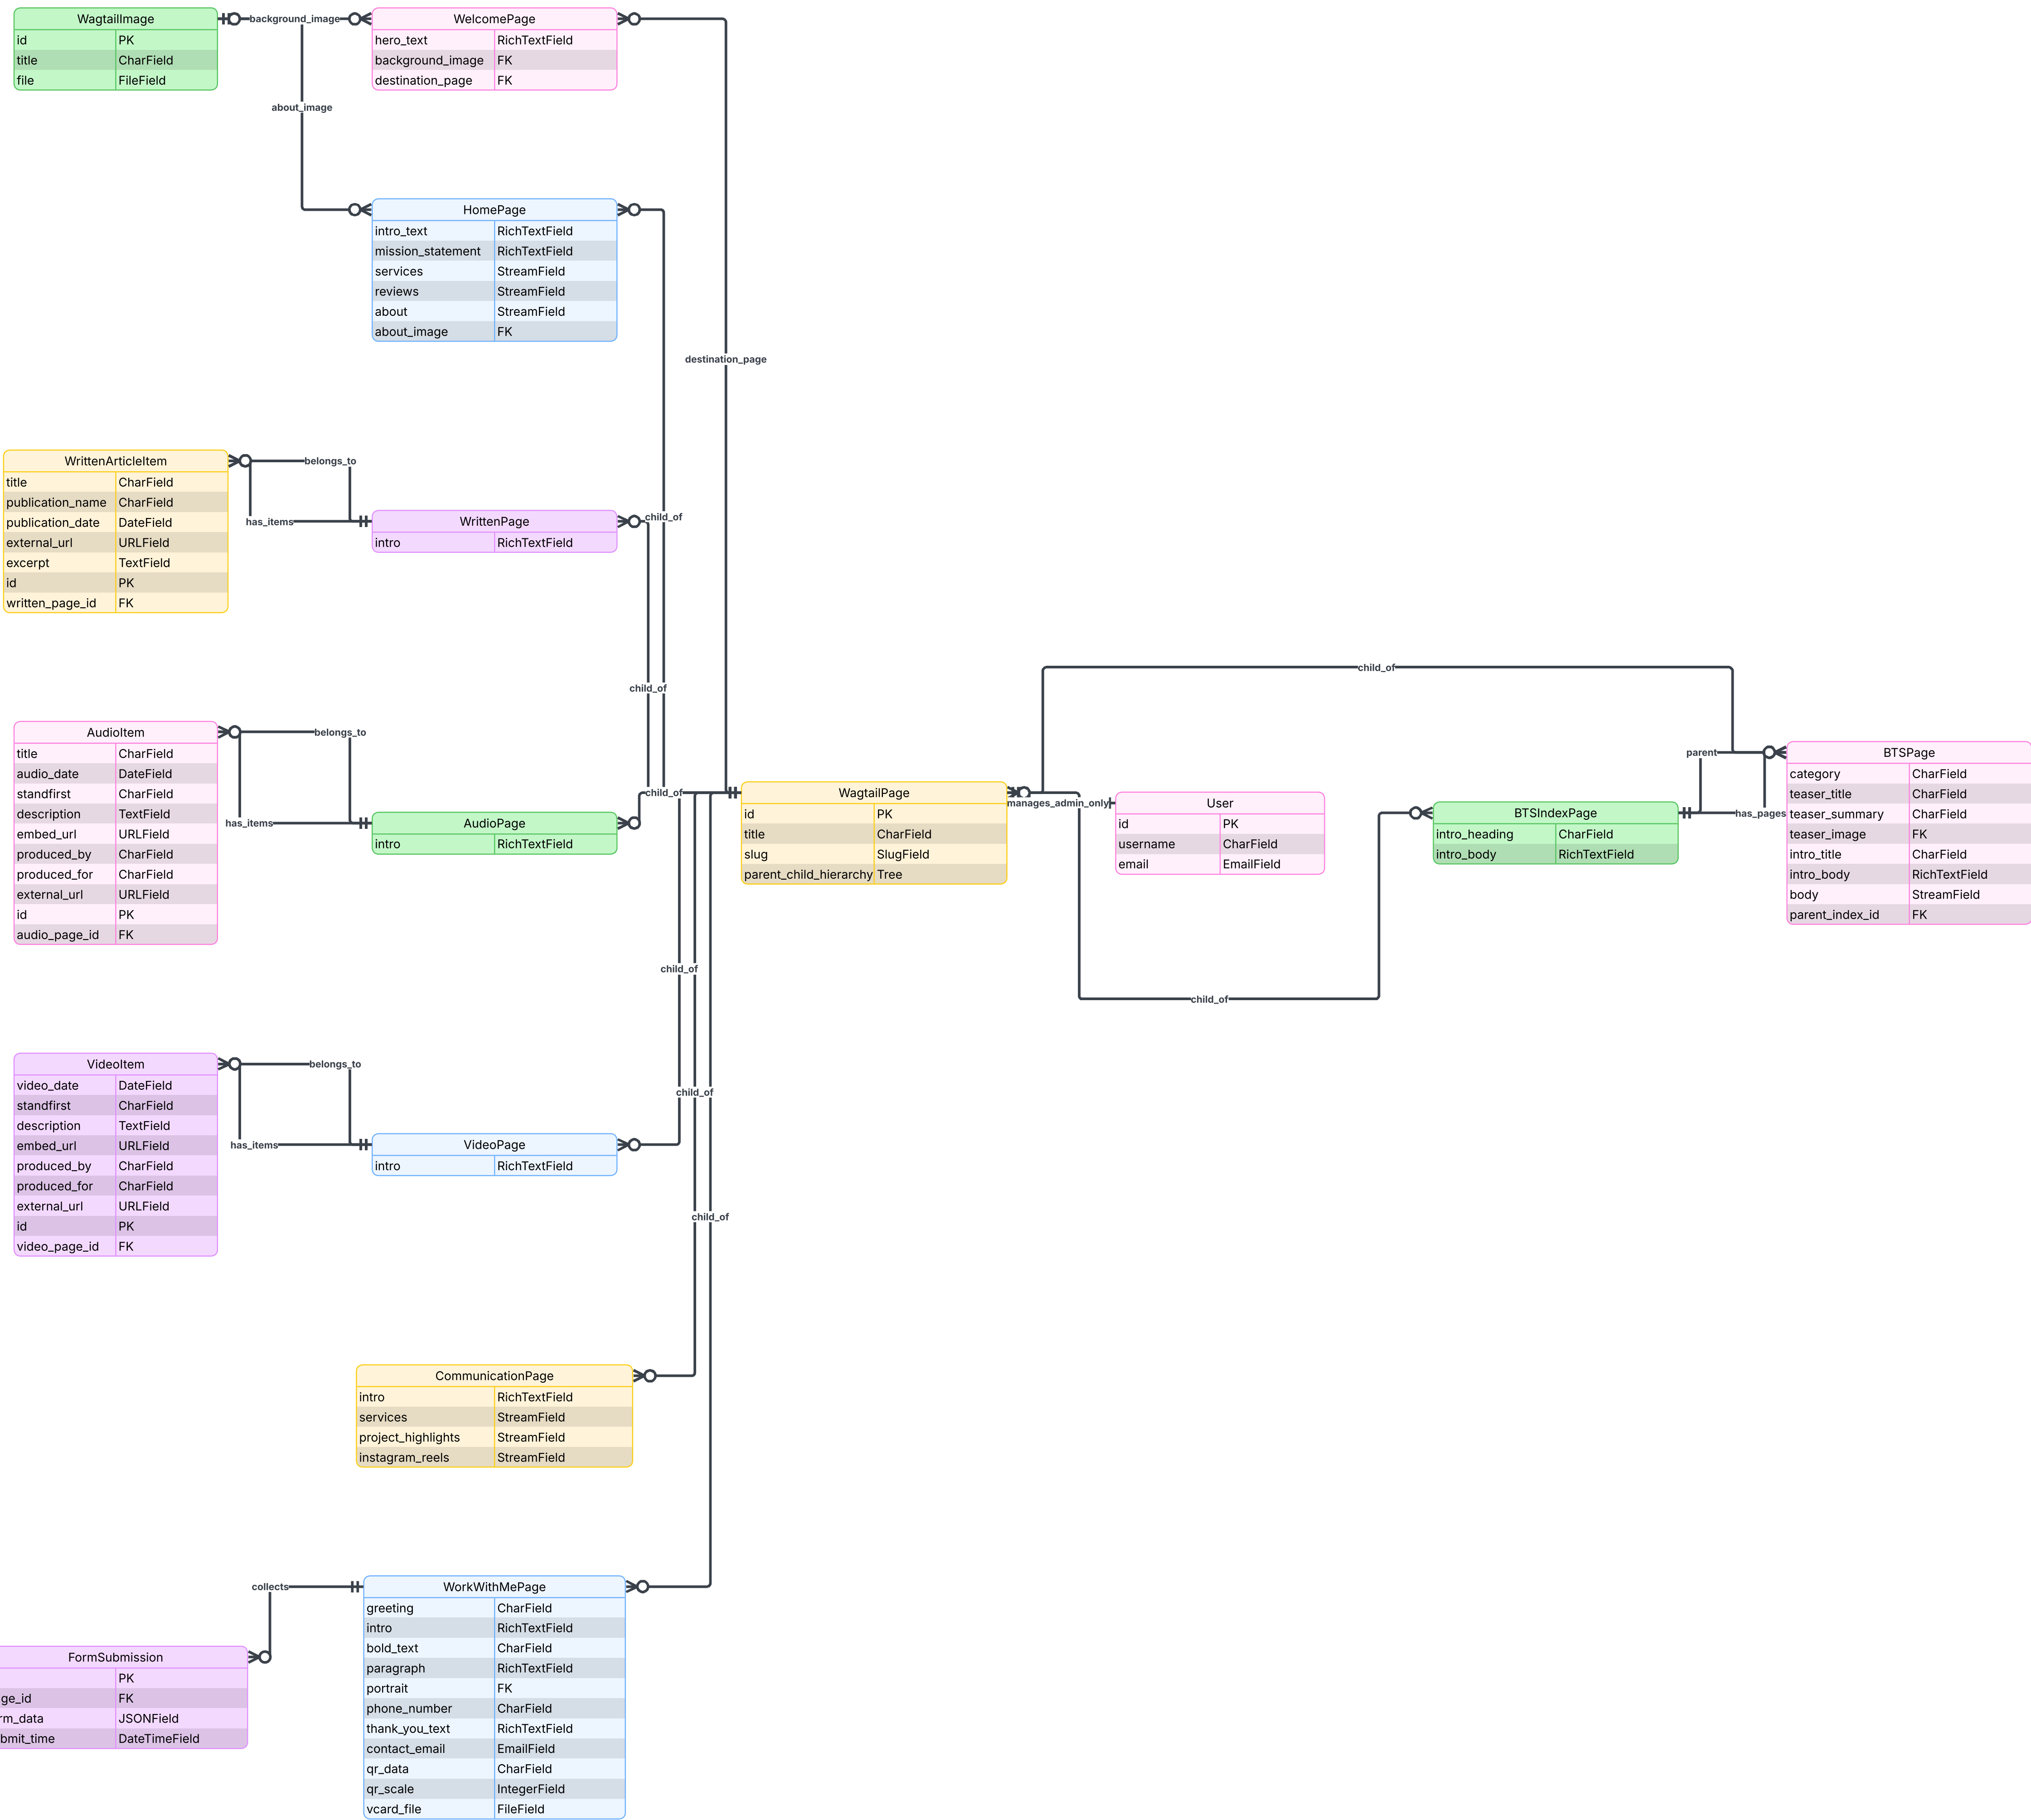 WagtailImage
id PK
title CharField
file FileField
background_image
WelcomePage
hero_text RichTextField
background_image FK
destination_page FK
about_image
HomePage
intro_text RichTextField
mission_statement RichTextField
services StreamField
reviews StreamField
about StreamField
about_image FK
destination_page
WrittenArticleItem
title CharField
publication_name CharField
publication_date DateField
external_url URLField
excerpt TextField
id PK
written_page_id FK
belongs_to
has_items
WrittenPage
intro RichTextField
child_of
child_of
AudioItem
title CharField
audio_date DateField
standfirst CharField
description TextField
embed_url URLField
produced_by CharField
produced_for CharField
external_url URLField
id PK
audio_page_id FK
belongs_to
has_items
AudioPage
intro RichTextField
child_of
WagtailPage
id PK
title CharField
slug SlugField
parent_child_hierarchy Tree
manages_admin_only
User
id PK
username CharField
email EmailField
child_of
child_of
BTSIndexPage
intro_heading CharField
intro_body RichTextField
parent
has_pages
BTSPage
category CharField
teaser_title CharField
teaser_summary CharField
teaser_image FK
intro_title CharField
intro_body RichTextField
body StreamField
parent_index_id FK
child_of
child_of
child_of
VideoItem
video_date DateField
standfirst CharField
description TextField
embed_url URLField
produced_by CharField
produced_for CharField
external_url URLField
id PK
video_page_id FK
belongs_to
has_items
VideoPage
intro RichTextField
CommunicationPage
intro RichTextField
services StreamField
project_highlights StreamField
instagram_reels StreamField
collects
WorkWithMePage
greeting CharField
intro RichTextField
bold_text CharField
paragraph RichTextField
portrait FK
phone_number CharField
thank_you_text RichTextField
contact_email EmailField
qr_data CharField
qr_scale IntegerField
vcard_file FileField
FormSubmission
PK
ge_id FK
rm_data JSONField
bmit_time DateTimeField